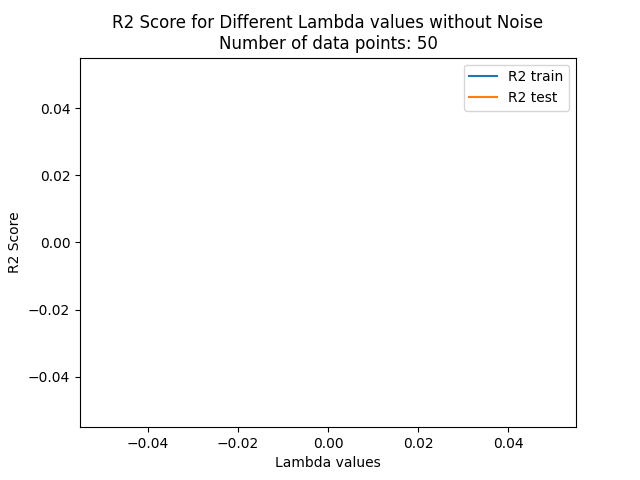 R2 Score for Different Lambda values without Noise
Number of data points: 50
R2 train
R2 test
0.04
0.02
0.00
−0.02
−0.04
R2 Score
−0.04
−0.02
0.00
0.02
0.04
Lambda values